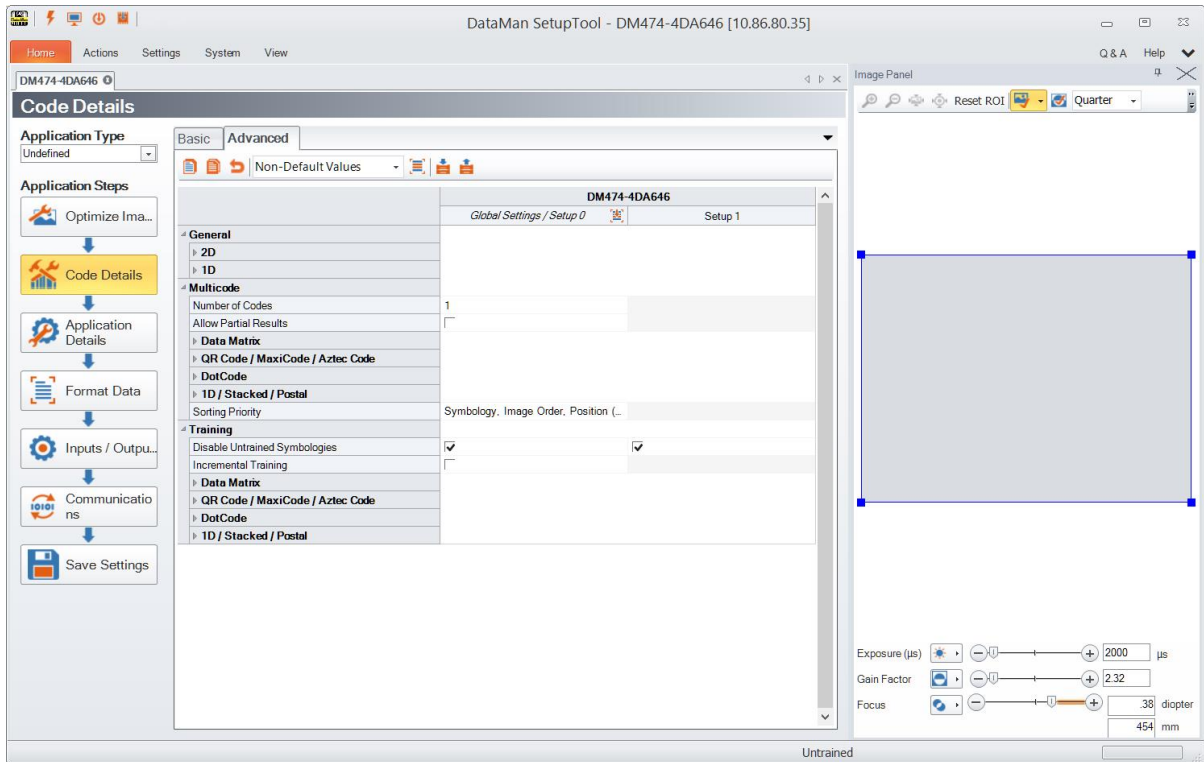 DataMan SetupTool - DM474-4DA646 [10.86.80.35]
Home Actions Settings System View Q & A Help
DM474-4DA646
Code Details
Application Type
Undefined
Application Steps
Optimize Ima...
Code Details
Application
Details
Format Data
Inputs / Outpu...
Communicatio
ns
Save Settings
Basic Advanced
Non-Default Values
DM474-4DA646
Global Settings / Setup 0 Setup 1
General
2D
1D
Multicode
Number of Codes 1
Allow Partial Results
Data Matrix
QR Code / MaxiCode / Aztec Code
DotCode
1D / Stacked / Postal
Sorting Priority Symbology, Image Order, Position (...
Training
Disable Untrained Symbologies
Incremental Training
Data Matrix
QR Code / MaxiCode / Aztec Code
DotCode
1D / Stacked / Postal
Image Panel
Reset ROI Quarter
Exposure (µs) 2000 µs
Gain Factor 2.32
Focus .38 diopter
454 mm
Untrained